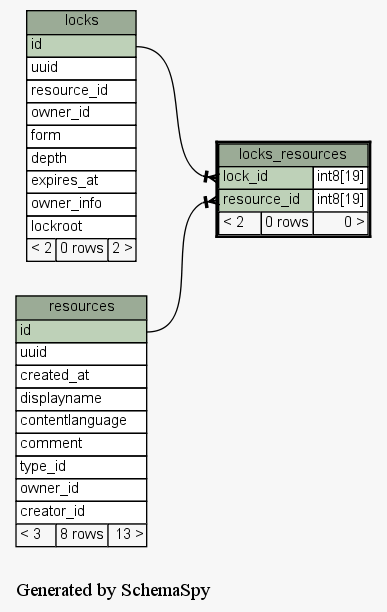 locks
id
uuid
resource_id
owner_id
form
depth
expires_at
owner_info
lockroot
< 2 0 rows 2 >
locks_resources
lock_id int8[19]
resource_id int8[19]
< 2 0 rows 0 >
resources
id
uuid
created_at
displayname
contentlanguage
comment
type_id
owner_id
creator_id
< 3 8 rows 13 >
Generated by SchemaSpy